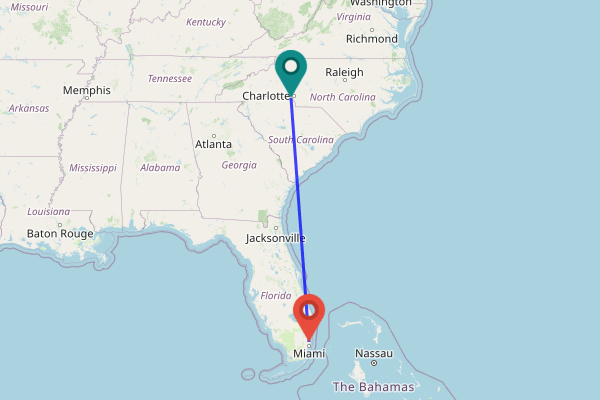 Missouri
Washington
Virginia
Kentucky
Richmond
Tennessee
Raleigh
Memphis
Charlotte
North Carolina
Arkansas
Atlanta
South Carolina
Mississippi
Alabama
Georgia
Louisiana
Baton Rouge
Jacksonville
Florida
Miami
Nassau
The Bahamas